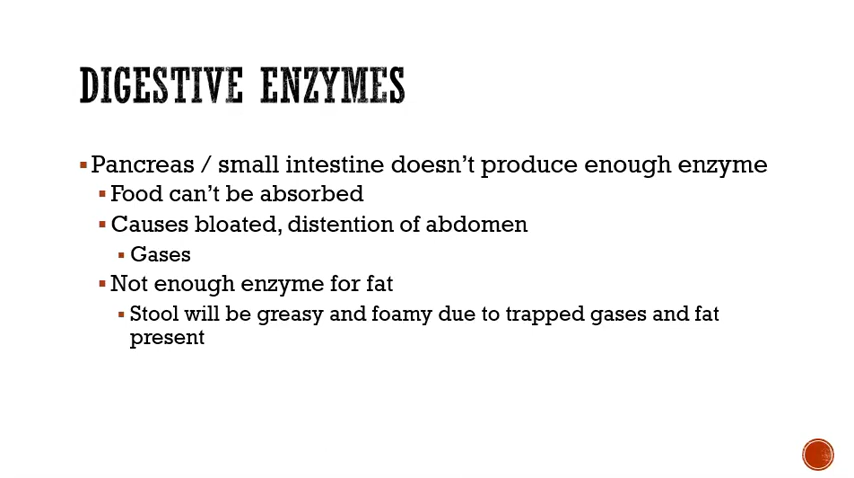 DIGESTIVE ENZYMES
▪ Pancreas / small intestine doesn't produce enough enzyme
▪ Food can't be absorbed
▪ Causes bloated, distention of abdomen
▪ Gases
▪ Not enough enzyme for fat
▪ Stool will be greasy and foamy due to trapped gases and fat
present